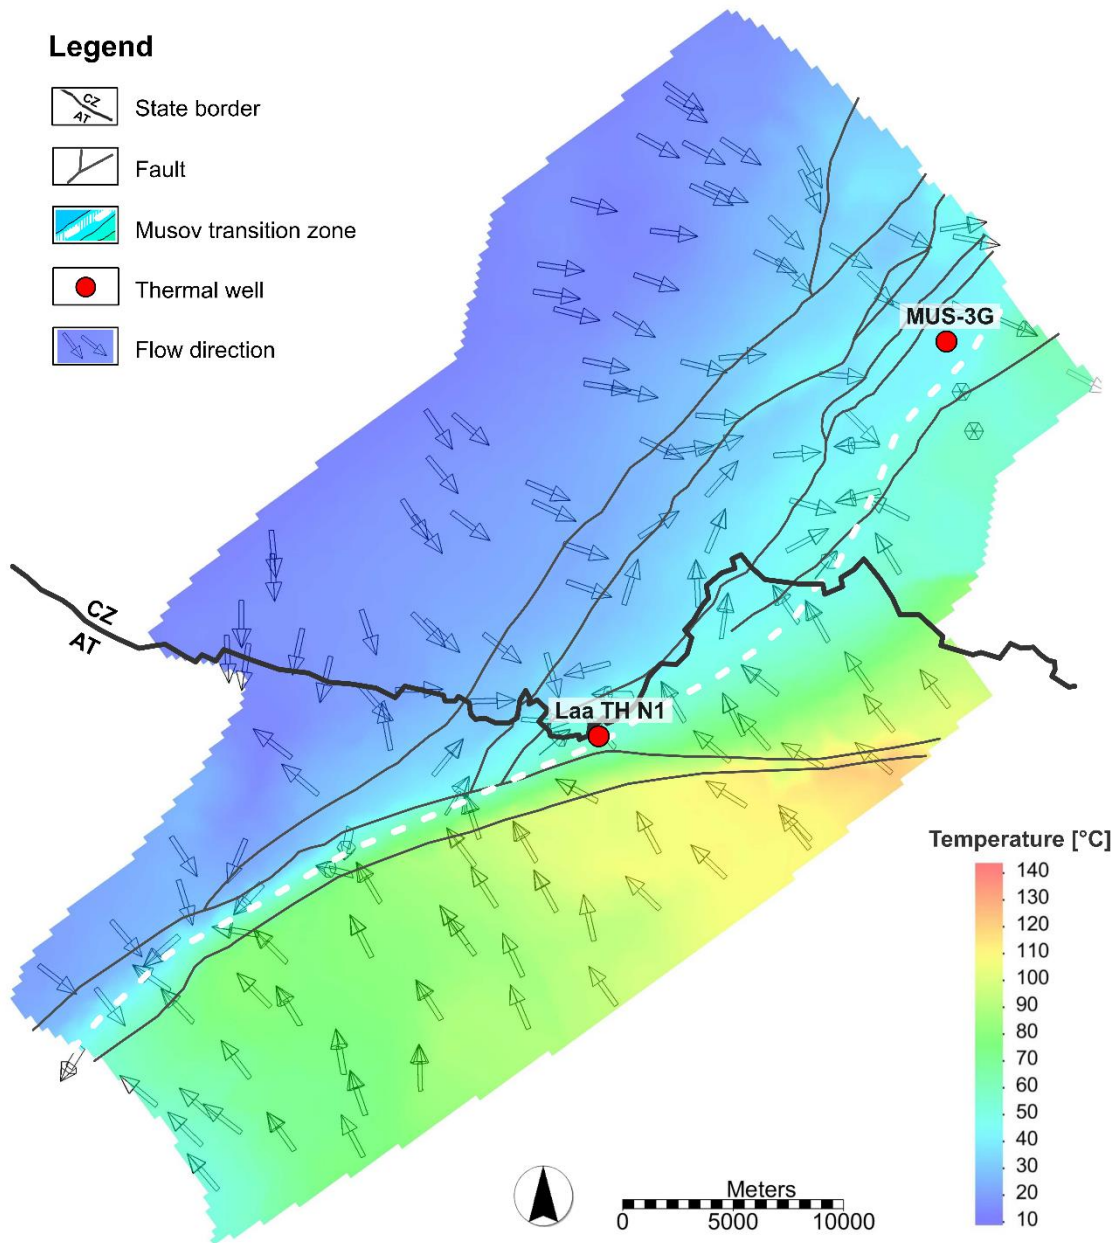 Legend
CZ
AT
State border
Fault
Musov transition zone
Thermal well
Flow direction
MUS-3G
CZ
AT
Laa TH N1
Temperature [°C]
140
130
120
110
100
90
80
70
60
50
40
30
20
10
Meters
0 5000 10000